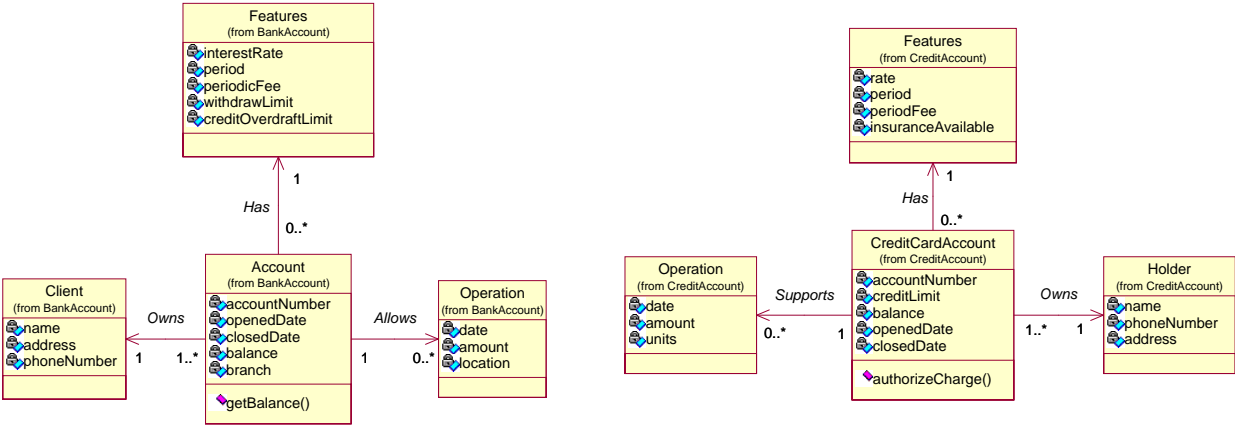 Features
(from BankAccount)
interestRate
period
periodicFee
withdrawLimit
creditOverdraftLimit
1
Has
0..*
Client
(from BankAccount)
name
address
phoneNumber
Owns
1
1..*
Account
(from BankAccount)
accountNumber
openedDate
closedDate
balance
branch
getBalance()
Allows
1
0..*
Operation
(from BankAccount)
date
amount
location
Features
(from CreditAccount)
rate
period
periodFee
insuranceAvailable
1
Has
0..*
Operation
(from CreditAccount)
date
amount
units
Supports
0..*
1
CreditCardAccount
(from CreditAccount)
accountNumber
creditLimit
balance
openedDate
closedDate
authorizeCharge()
Owns
1..*
1
Holder
(from CreditAccount)
name
phoneNumber
address